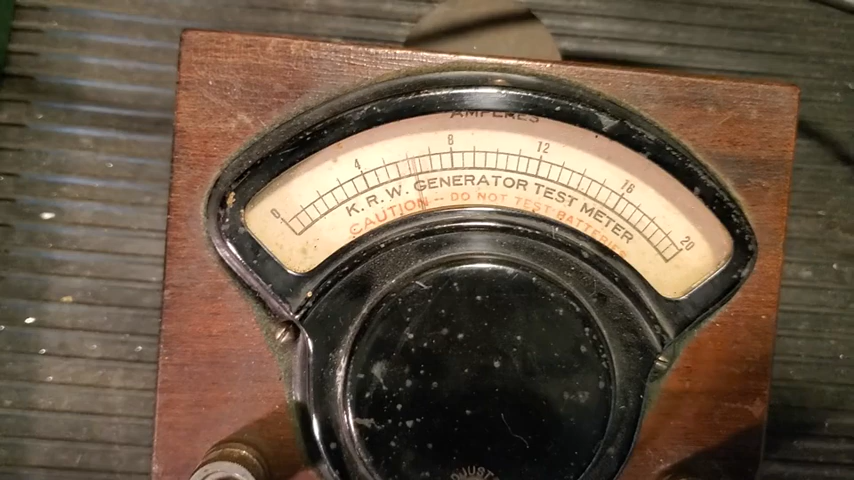 AMPERES
0 4 8 12 16 20
K.R.W. GENERATOR TEST METER
CAUTION -- DO NOT TEST BATTERIES